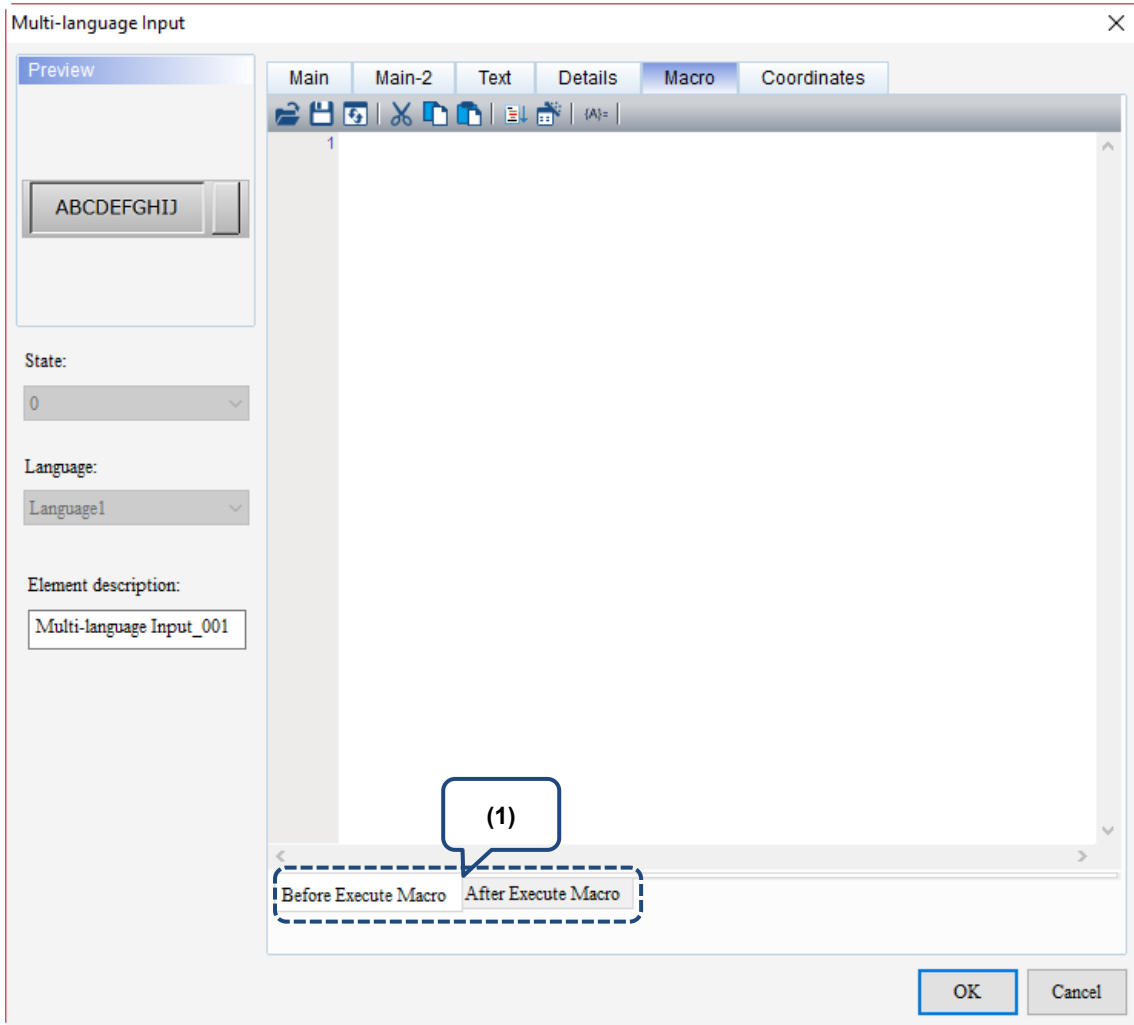 Multi-language Input
Preview
Main Main-2 Text Details Macro Coordinates
{A}=
1
ABCDEFGHIJ
State:
0
Language:
Language1
Element description:
Multi-language Input_001
(1)
Before Execute Macro After Execute Macro
OK Cancel